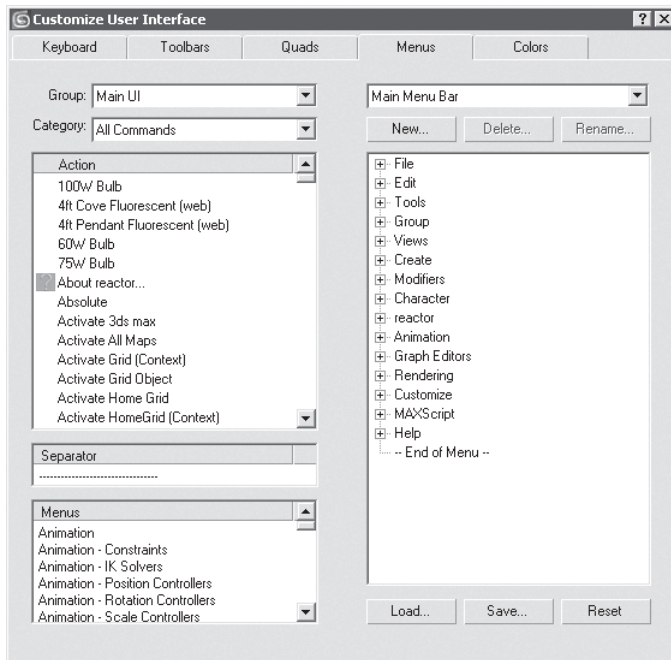 Customize User Interface
Keyboard
Toolbars
Quads
Menus
Colors
Group: Main UI
Category: All Commands
Action
100W Bulb
4ft Cove Fluorescent (web)
4ft Pendant Fluorescent (web)
60W Bulb
75W Bulb
About reactor...
Absolute
Activate 3ds max
Activate All Maps
Activate Grid (Context)
Activate Grid Object
Activate Home Grid
Activate HomeGrid (Context)
Separator
---------------------------------
Menus
Animation
Animation - Constraints
Animation - IK Solvers
Animation - Position Controllers
Animation - Rotation Controllers
Animation - Scale Controllers
Main Menu Bar
New...
Delete...
Rename...
File
Edit
Tools
Group
Views
Create
Modifiers
Character
reactor
Animation
Graph Editors
Rendering
Customize
MAXScript
Help
-- End of Menu --
Load...
Save...
Reset